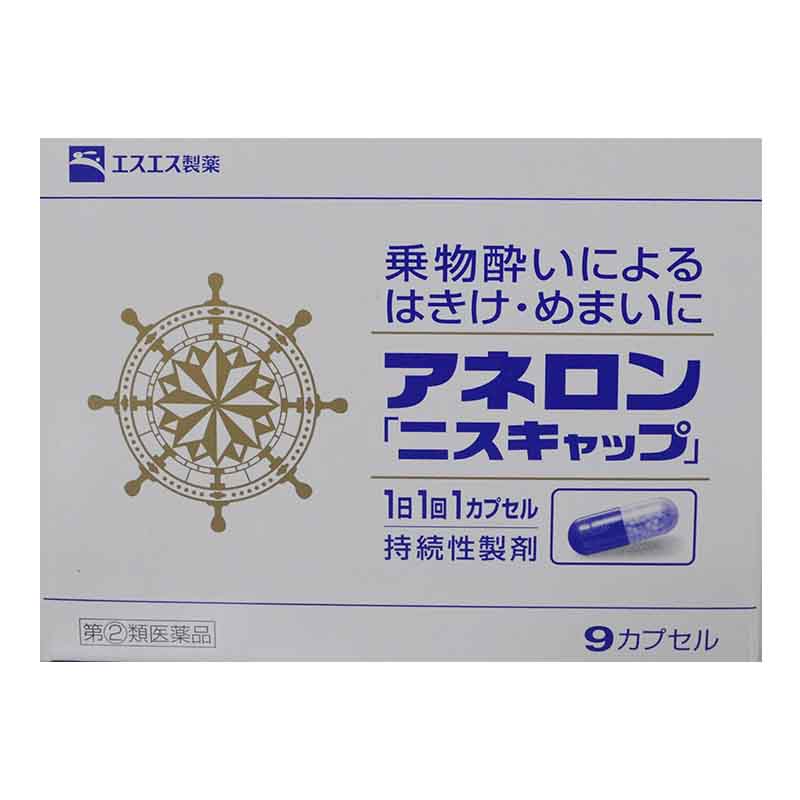 エスエス製薬
乗物酔いによる
はきけ・めまいに
アネロン
「ニスキャップ」
1日1回1カプセル
持続性製剤
第②類医薬品
9カプセル